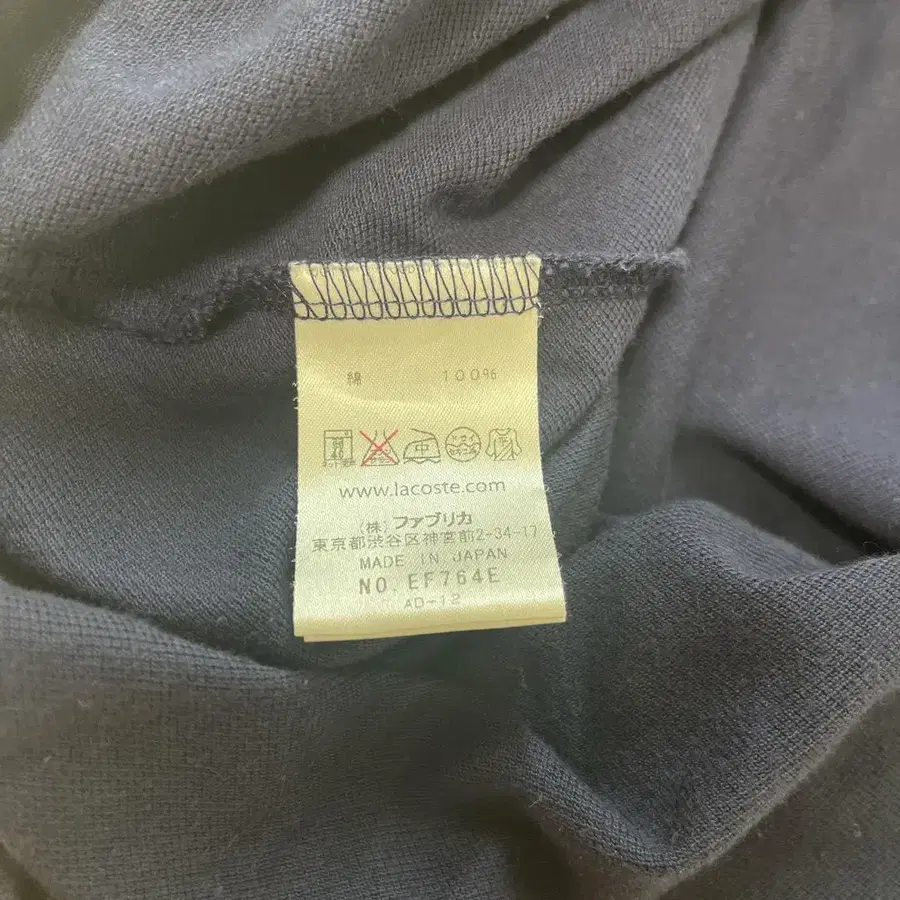 綿 100%
www.lacoste.com
(株) ファブリカ
東京都渋谷区神宮前2-34-17
MADE IN JAPAN
NO. EF764E
AD-12